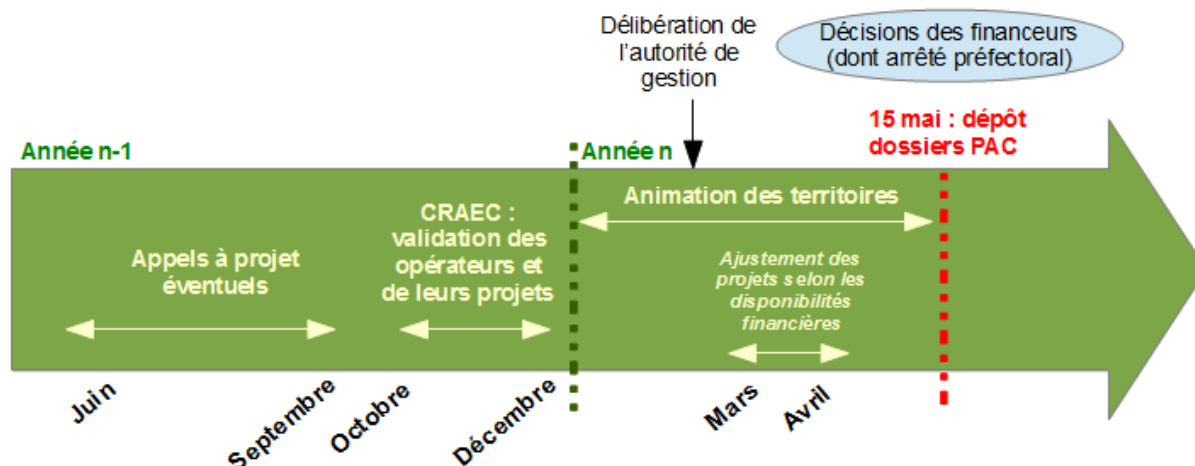 Délibération de
l'autorité de
gestion
Décisions des financeurs
(dont arrêté préfectoral)
15 mai : dépôt
dossiers PAC
Année n-1
Année n
Animation des territoires
CRAEC :
validation des
opérateurs et
de leurs projets
Appels à projet
éventuels
Ajustement des
projets selon les
disponibilités
financières
Juin
Septembre
Octobre
Décembre
Mars
Avril